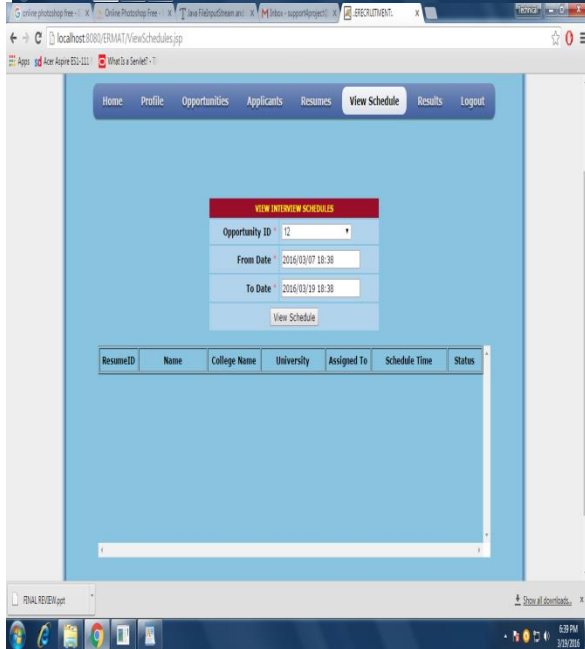 online photoshop free - Online Photoshop Free - Java FileInputStream and Inbox - support4project :ERECRUITMENT:.
localhost:8080/ERMAT/ViewSchedules.jsp
Apps Acer Aspire ES1-111 What Is a Servlet? -
Home Profile Opportunities Applicants Resumes View Schedule Results Logout
VIEW INTERVIEW SCHEDULES
Opportunity ID * 12
From Date * 2016/03/07 18:38
To Date * 2016/03/19 18:38
View Schedule
ResumeID Name College Name University Assigned To Schedule Time Status
FINAL REVIEW.ppt Show all downloads...
6:39 PM
3/19/2016